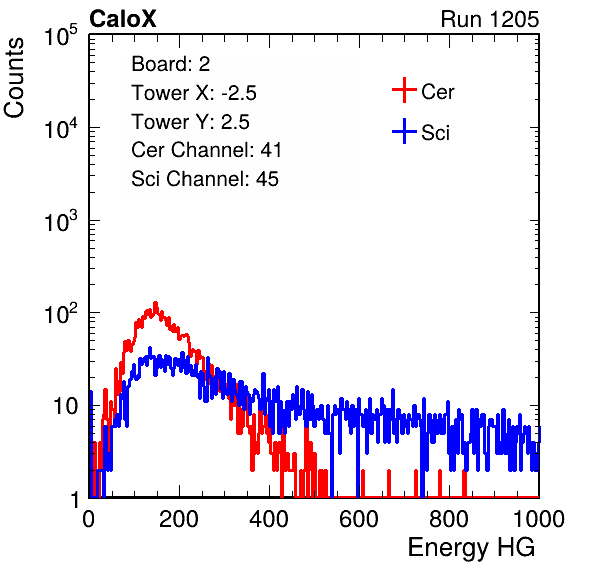 CaloX Run 1205
Counts
10^5
10^4
10^3
10^2
10
1
Board: 2
Tower X: -2.5
Tower Y: 2.5
Cer Channel: 41
Sci Channel: 45
Cer
Sci
0 200 400 600 800 1000
Energy HG